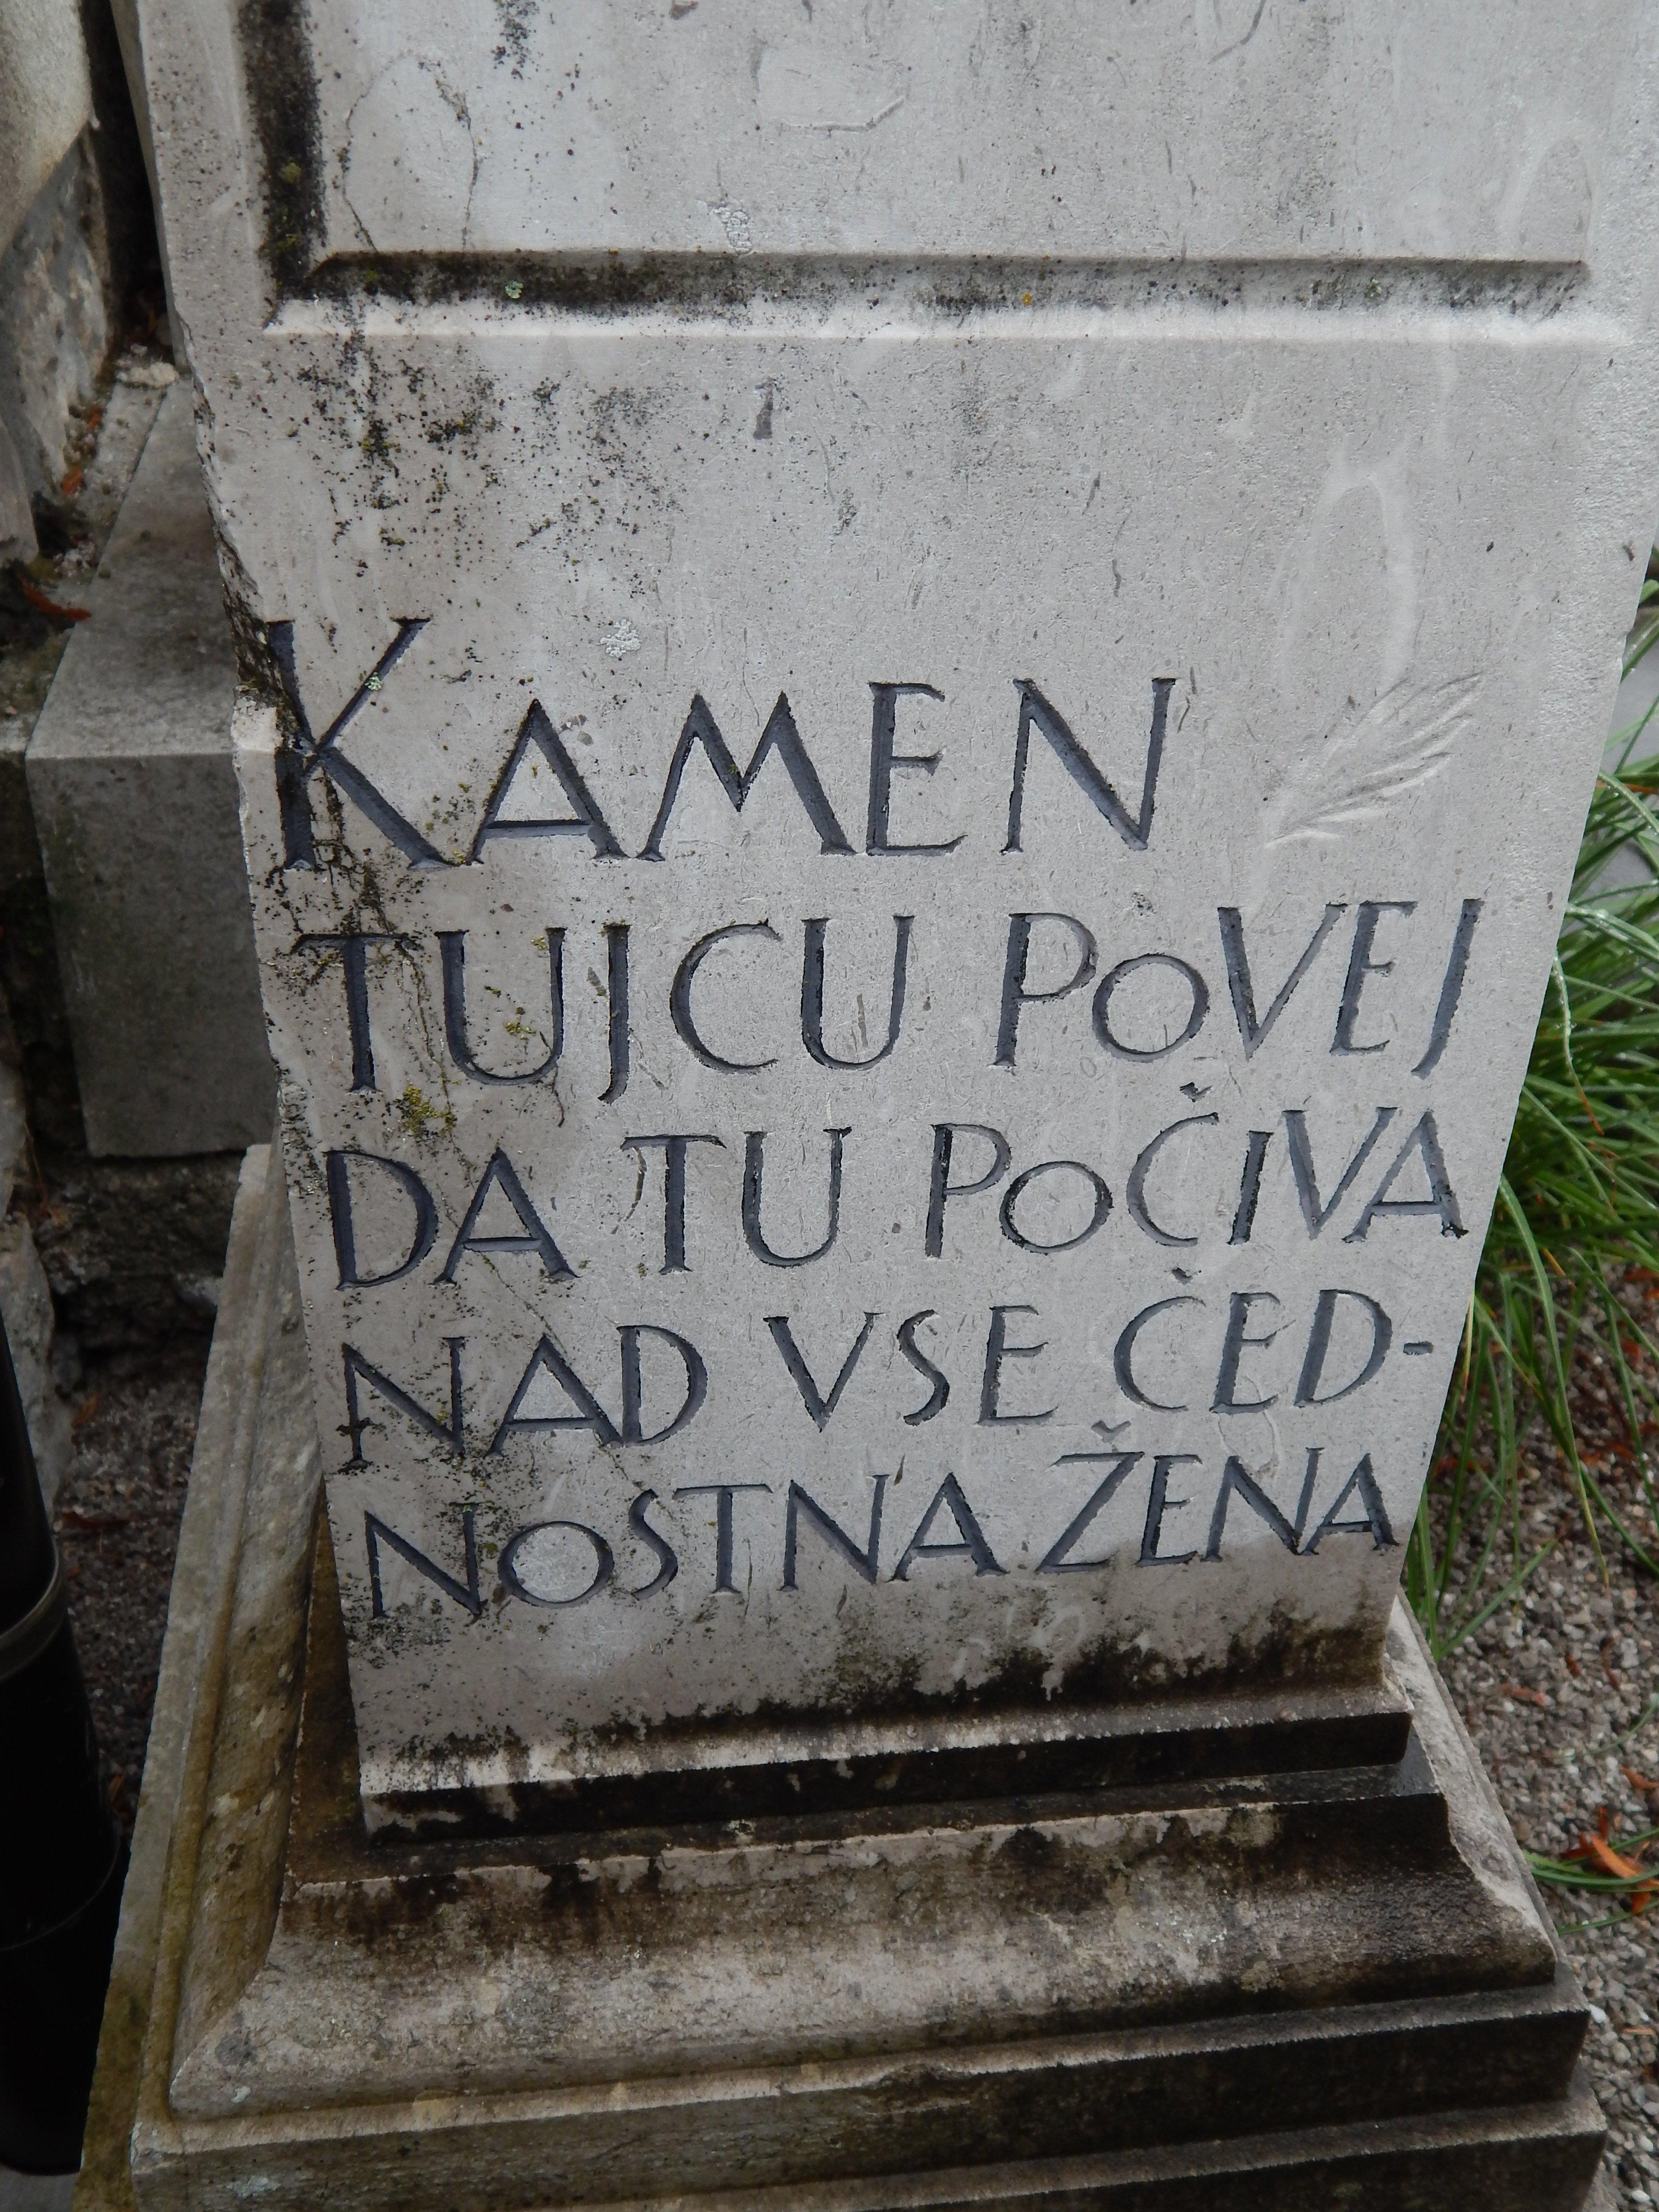 KAMEN
TUJCU POVEJ
DA TU POČIVA
NAD VSE ČED-
NOSTNA ŽENA